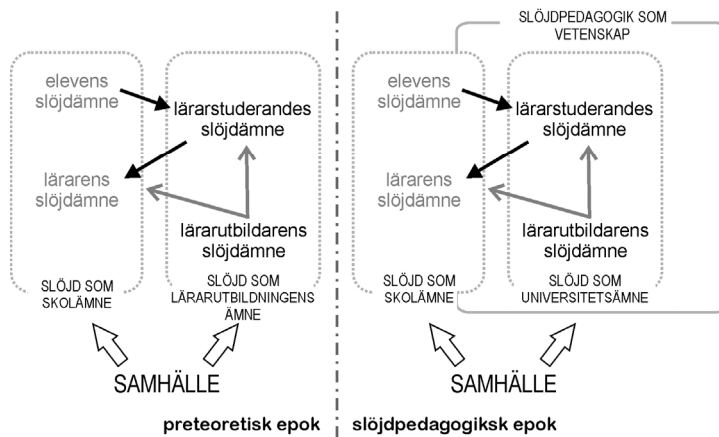 elevens
slöjdämne
lärarstuderandes
slöjdämne
lärarens
slöjdämne
lärarutbildarens
slöjdämne
SLÖJD SOM
SKOLÄMNE
SLÖJD SOM
LÄRARUTBILDNINGENS
ÄMNE
SAMHÄLLE
preteoretisk epok
SLÖJDPEDAGOGIK SOM
VETENSKAP
elevens
slöjdämne
lärarstuderandes
slöjdämne
lärarens
slöjdämne
lärarutbildarens
slöjdämne
SLÖJD SOM
SKOLÄMNE
SLÖJD SOM
UNIVERSITETSÄMNE
SAMHÄLLE
slöjdpedagogiksk epok